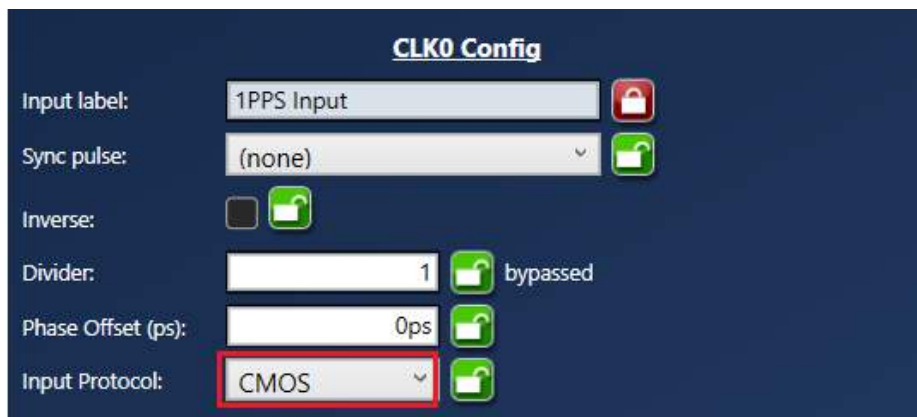 CLK0 Config
Input label: 1PPS Input
Sync pulse: (none)
Inverse:
Divider: 1 bypassed
Phase Offset (ps): 0ps
Input Protocol: CMOS